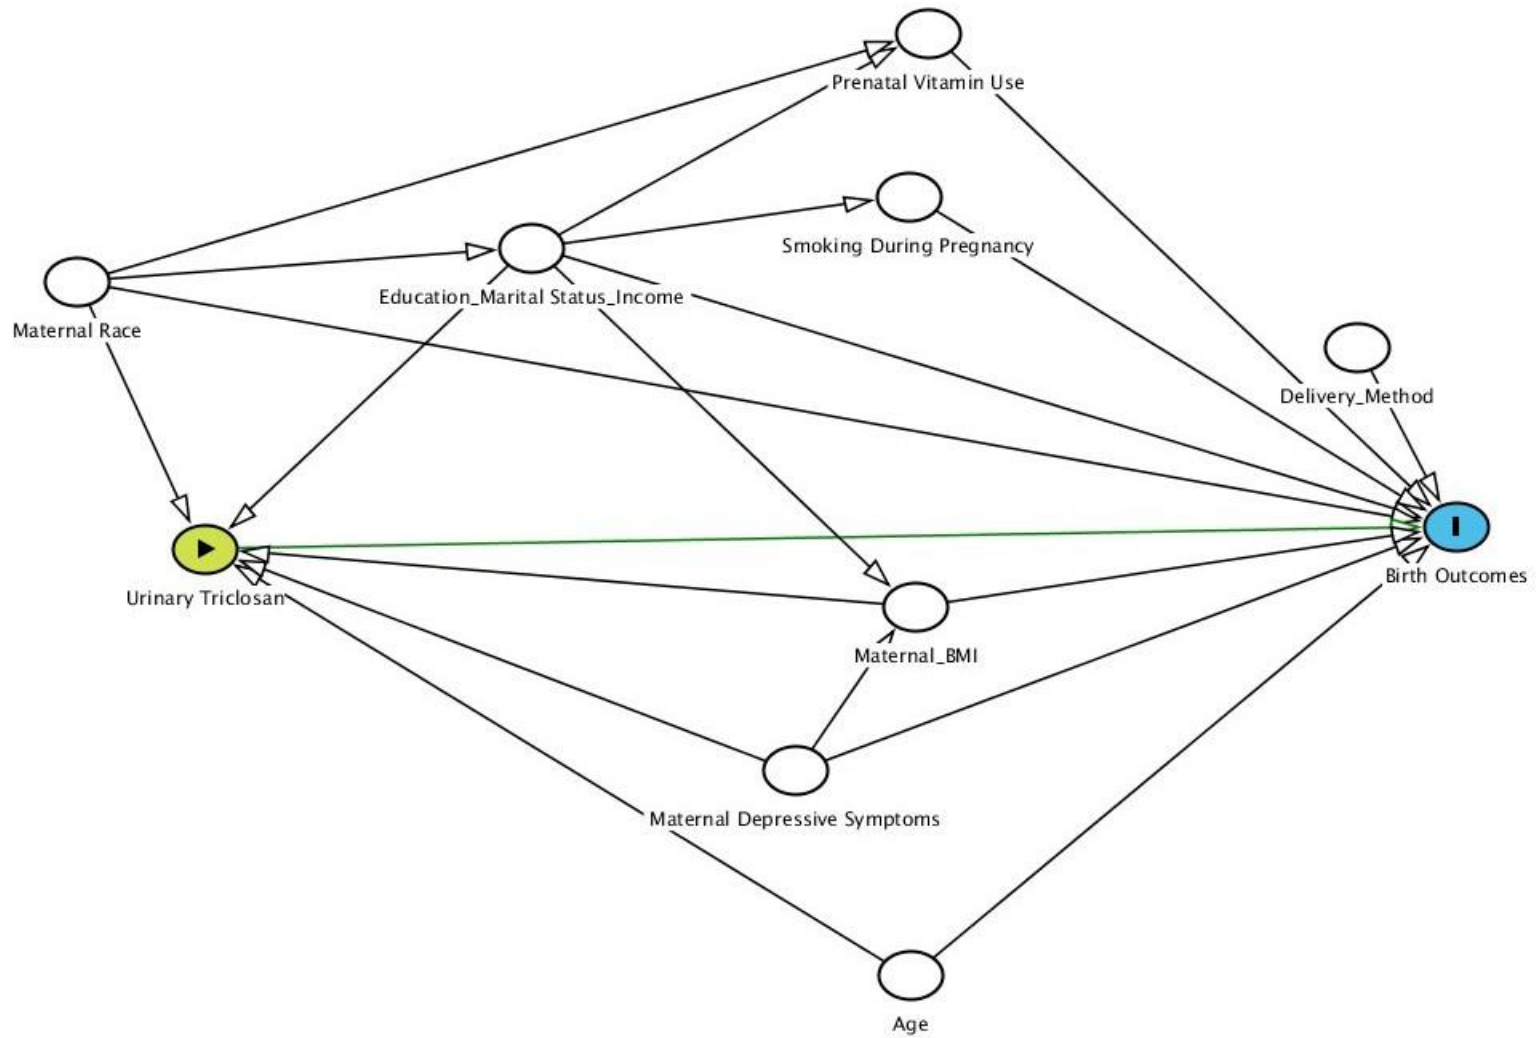 Prenatal Vitamin Use
Smoking During Pregnancy
Education_Marital Status_Income
Maternal Race
Delivery_Method
Birth Outcomes
Urinary Triclosan
Maternal_BMI
Maternal Depressive Symptoms
Age